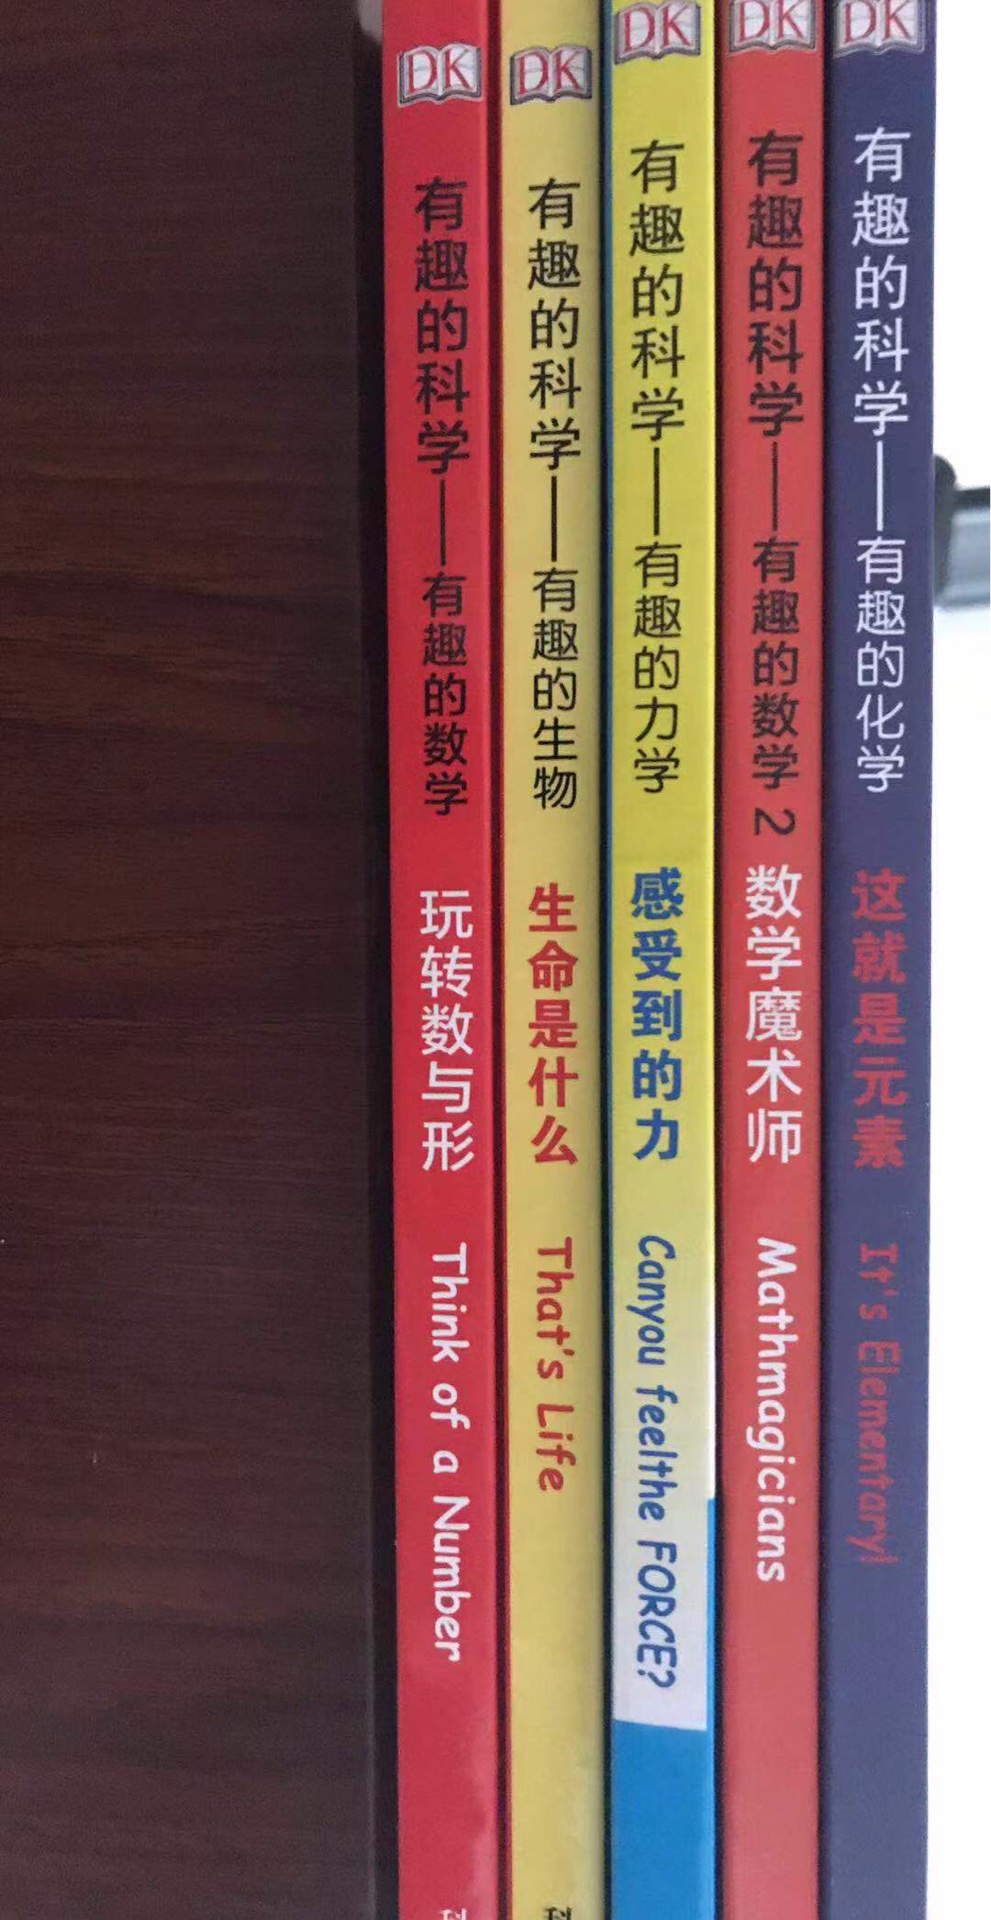 DK
有趣的科学——有趣的数学 玩转数与形 Think of a Number
科
DK
有趣的科学——有趣的生物 生命是什么 That's Life
科
DK
有趣的科学——有趣的力学 感受到的力 Canyou feelthe FORCE?
DK
有趣的科学——有趣的数学2 数学魔术师 Mathmagicians
DK
有趣的科学——有趣的化学 这就是元素 It's Elementary!